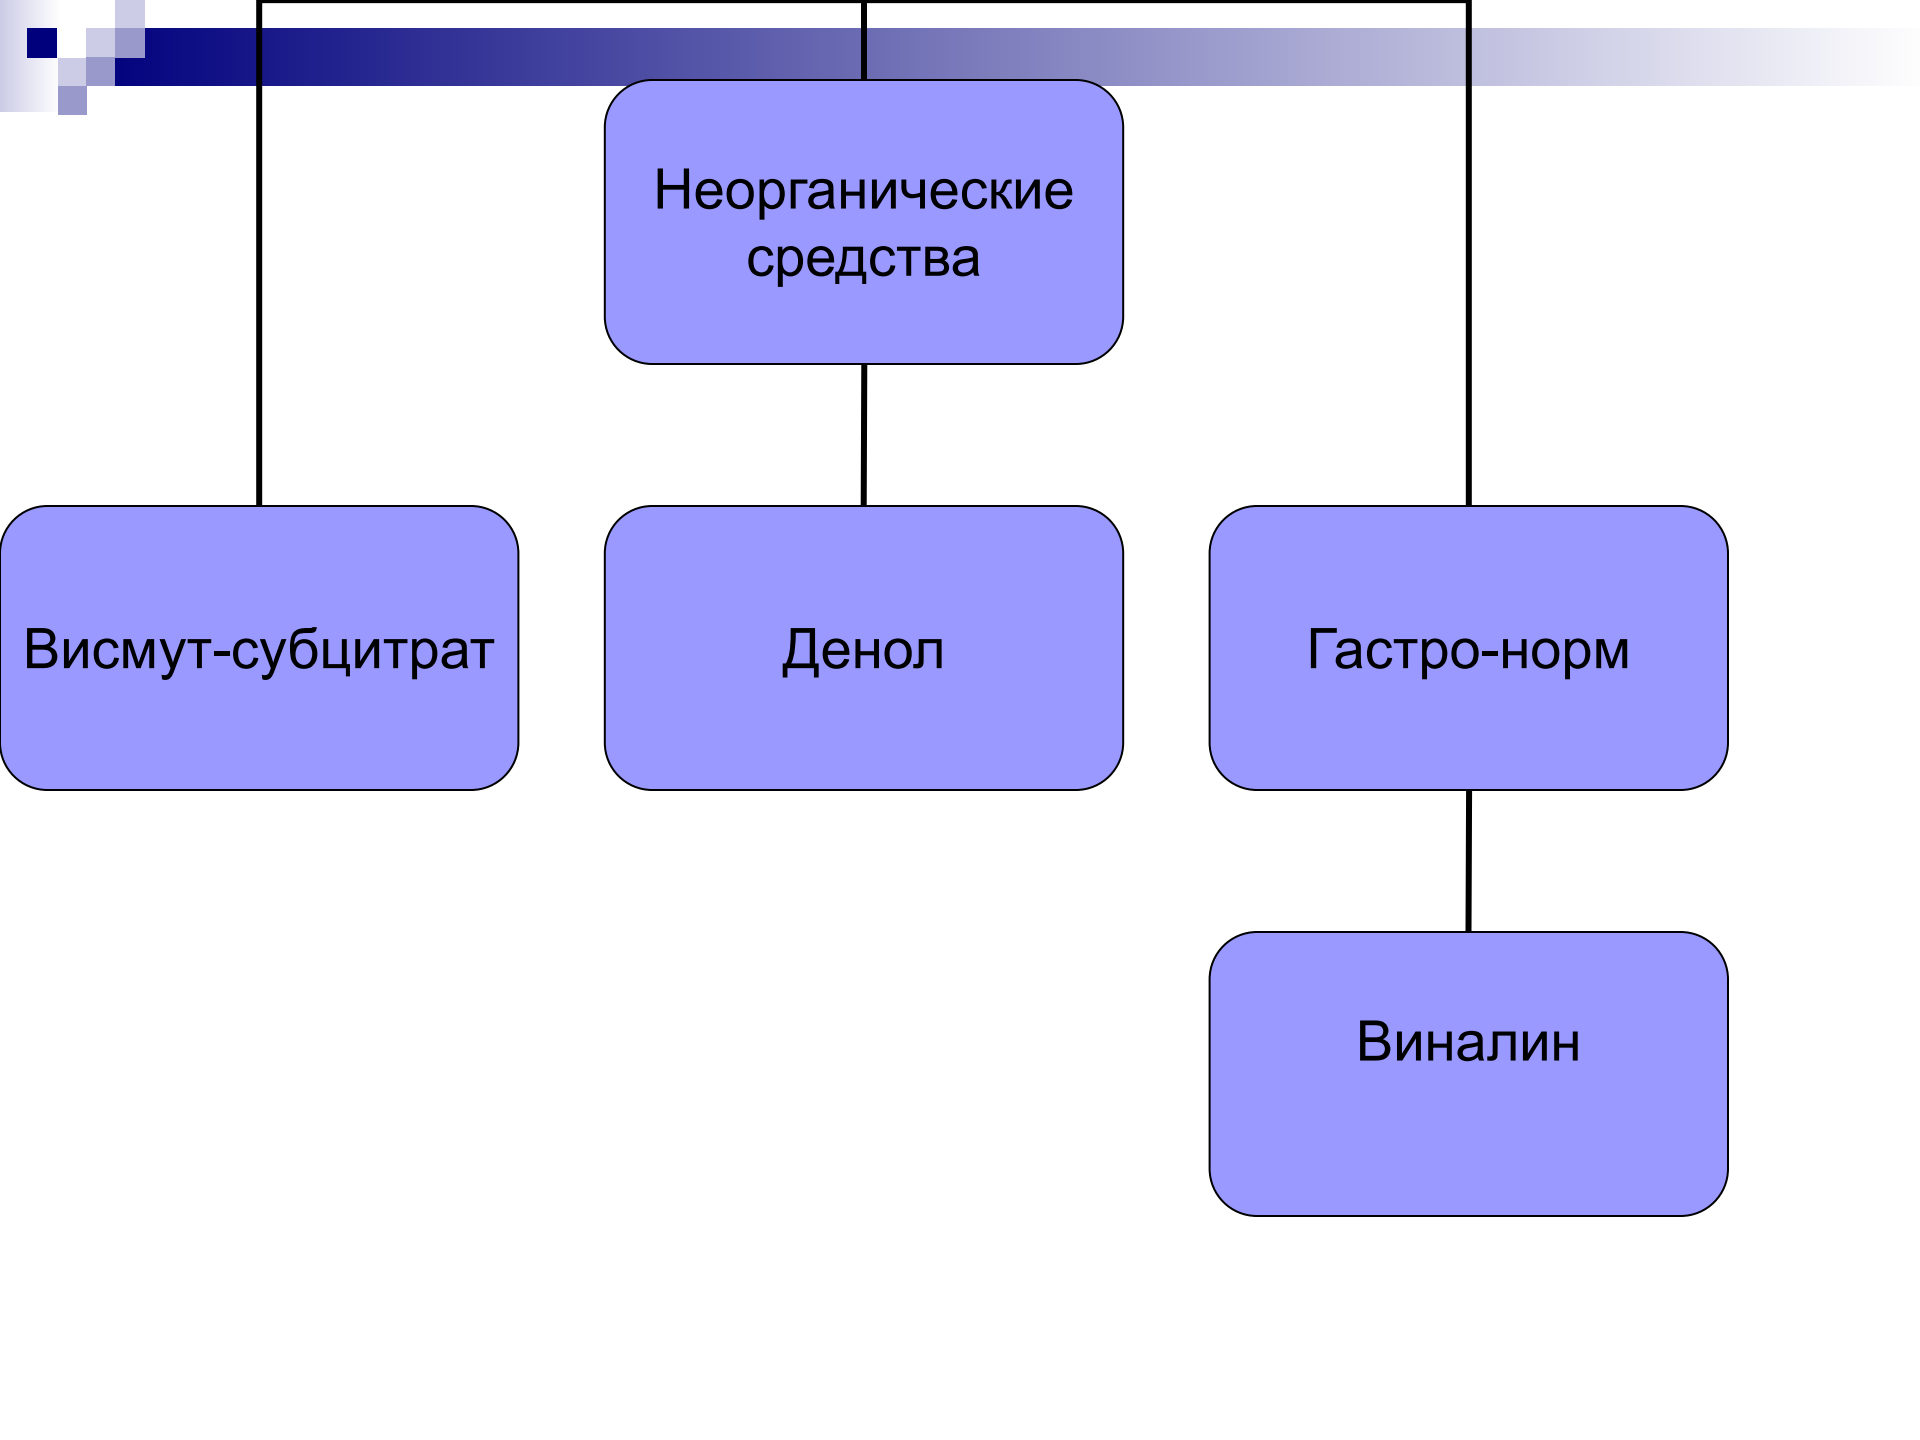 Неорганические
средства
Висмут-субцитрат
Денол
Гастро-норм
Виналин